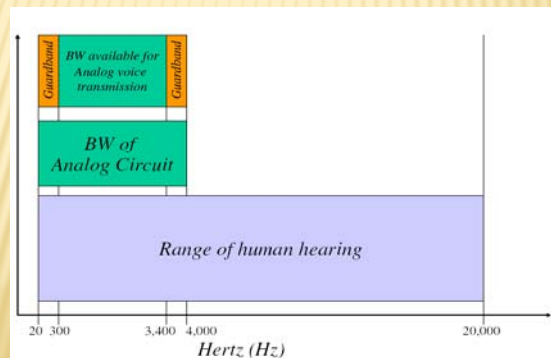 Guardband
BW available for
Analog voice
transmission
Guardband
BW of
Analog Circuit
Range of human hearing
20 300 3,400 4,000 20,000
Hertz (Hz)